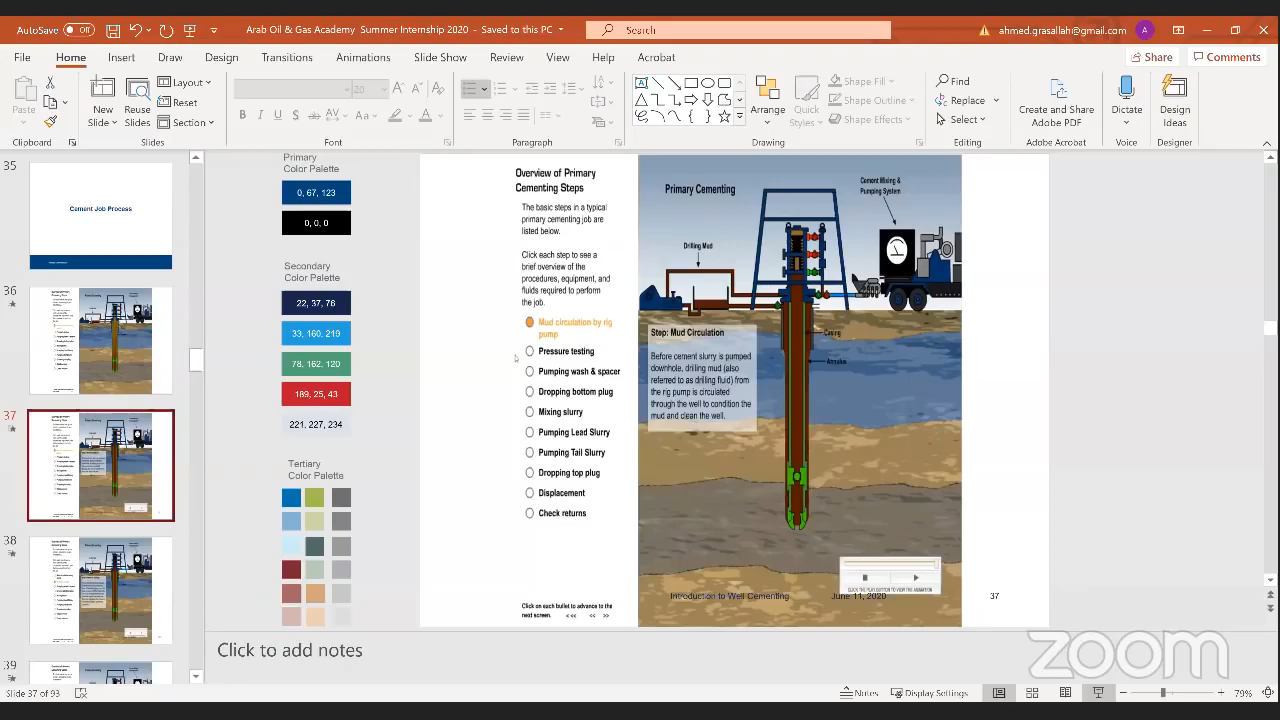 AutoSave Off
Arab Oil & Gas Academy Summer Internship 2020 - Saved to this PC
Search
ahmed.grasallah@gmail.com
A
File Home Insert Draw Design Transitions Animations Slide Show Review View Help Acrobat
Share Comments
Paste
New Slide
Reuse Slides
Layout
Reset
Section
20
Shape Fill
Shape Outline
Shape Effects
Arrange
Quick Styles
Find
Replace
Select
Create and Share Adobe PDF
Dictate
Design Ideas
Clipboard Slides Font Paragraph Drawing Editing Adobe Acrobat Voice Designer
35
Cement Job Process
36
37
38
39
Primary
Color Palette
0, 67, 123
0, 0, 0
Secondary
Color Palette
22, 37, 76
33, 160, 219
78, 162, 120
189, 25, 43
221, 227, 234
Tertiary
Color Palette
Overview of Primary
Cementing Steps
The basic steps in a typical
primary cementing job are
listed below.
Click each step to see a
brief overview of the
procedures, equipment, and
fluids required to perform
the job.
Mud circulation by rig
pump
Pressure testing
Pumping wash & spacer
Dropping bottom plug
Mixing slurry
Pumping Lead Slurry
Pumping Tail Slurry
Dropping top plug
Displacement
Check returns
Click on each bullet to advance to the
next screen. << << >>
Primary Cementing
Cement Mixing &
Pumping System
Drilling Mud
Casing
Annulus
Step: Mud Circulation
Before cement slurry is pumped
downhole, drilling mud (also
referred to as drilling fluid) from
the rig pump is circulated
through the well to condition the
mud and clean the well.
CLICK THE PLAY BUTTON TO VIEW THE ANIMATION
Introduction to Well Cementing June 11, 2020 37
Click to add notes
zoom
Slide 37 of 93
Notes Display Settings
79%